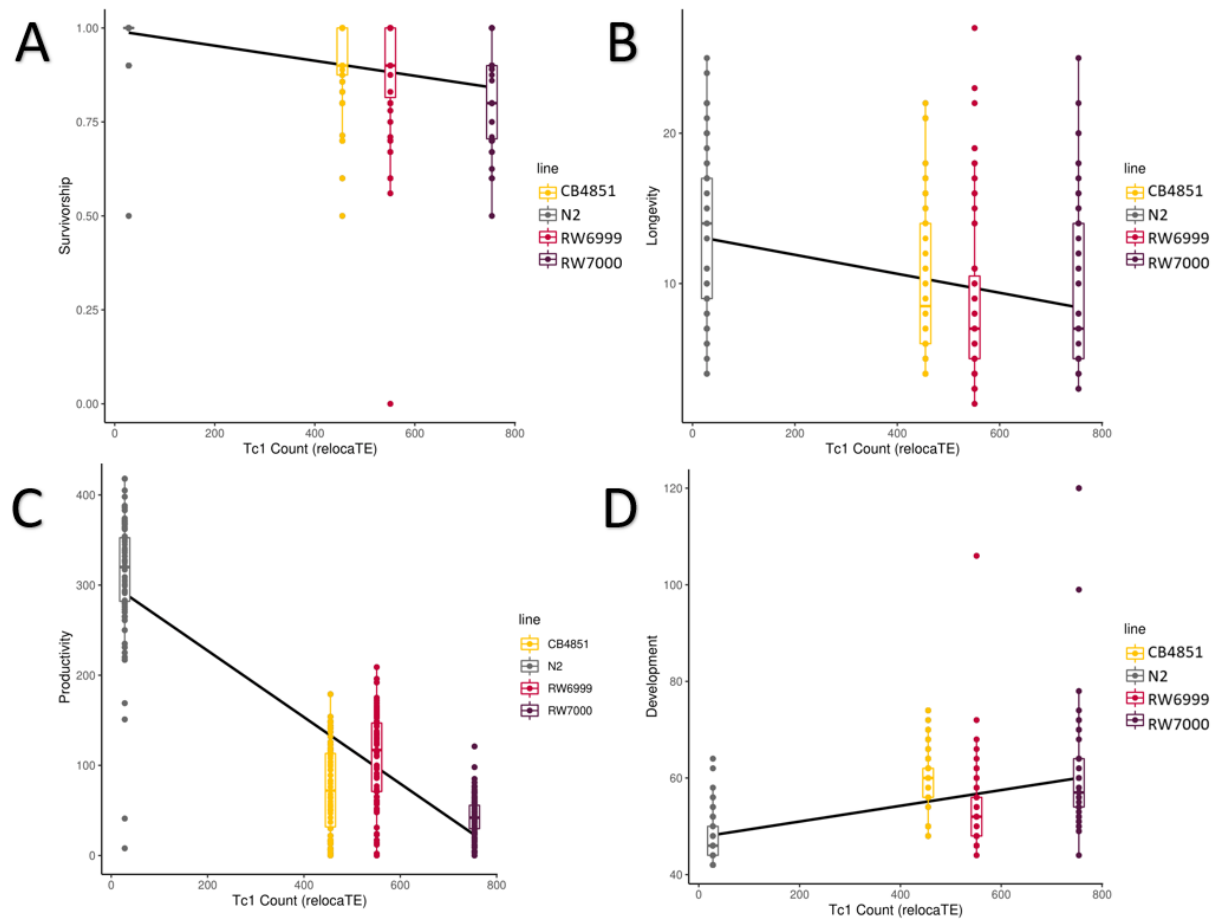 A
1.00
0.75
0.50
0.25
0.00
Survivorship
0
200
400
600
800
Tc1 Count (relocaTE)
line
CB4851
N2
RW6999
RW7000
B
20
10
Longevity
0
200
400
600
800
Tc1 Count (relocaTE)
line
CB4851
N2
RW6999
RW7000
C
400
300
200
100
0
Productivity
0
200
400
600
800
Tc1 Count (relocaTE)
line
CB4851
N2
RW6999
RW7000
D
120
100
80
60
40
Development
0
200
400
600
800
Tc1 Count (relocaTE)
line
CB4851
N2
RW6999
RW7000